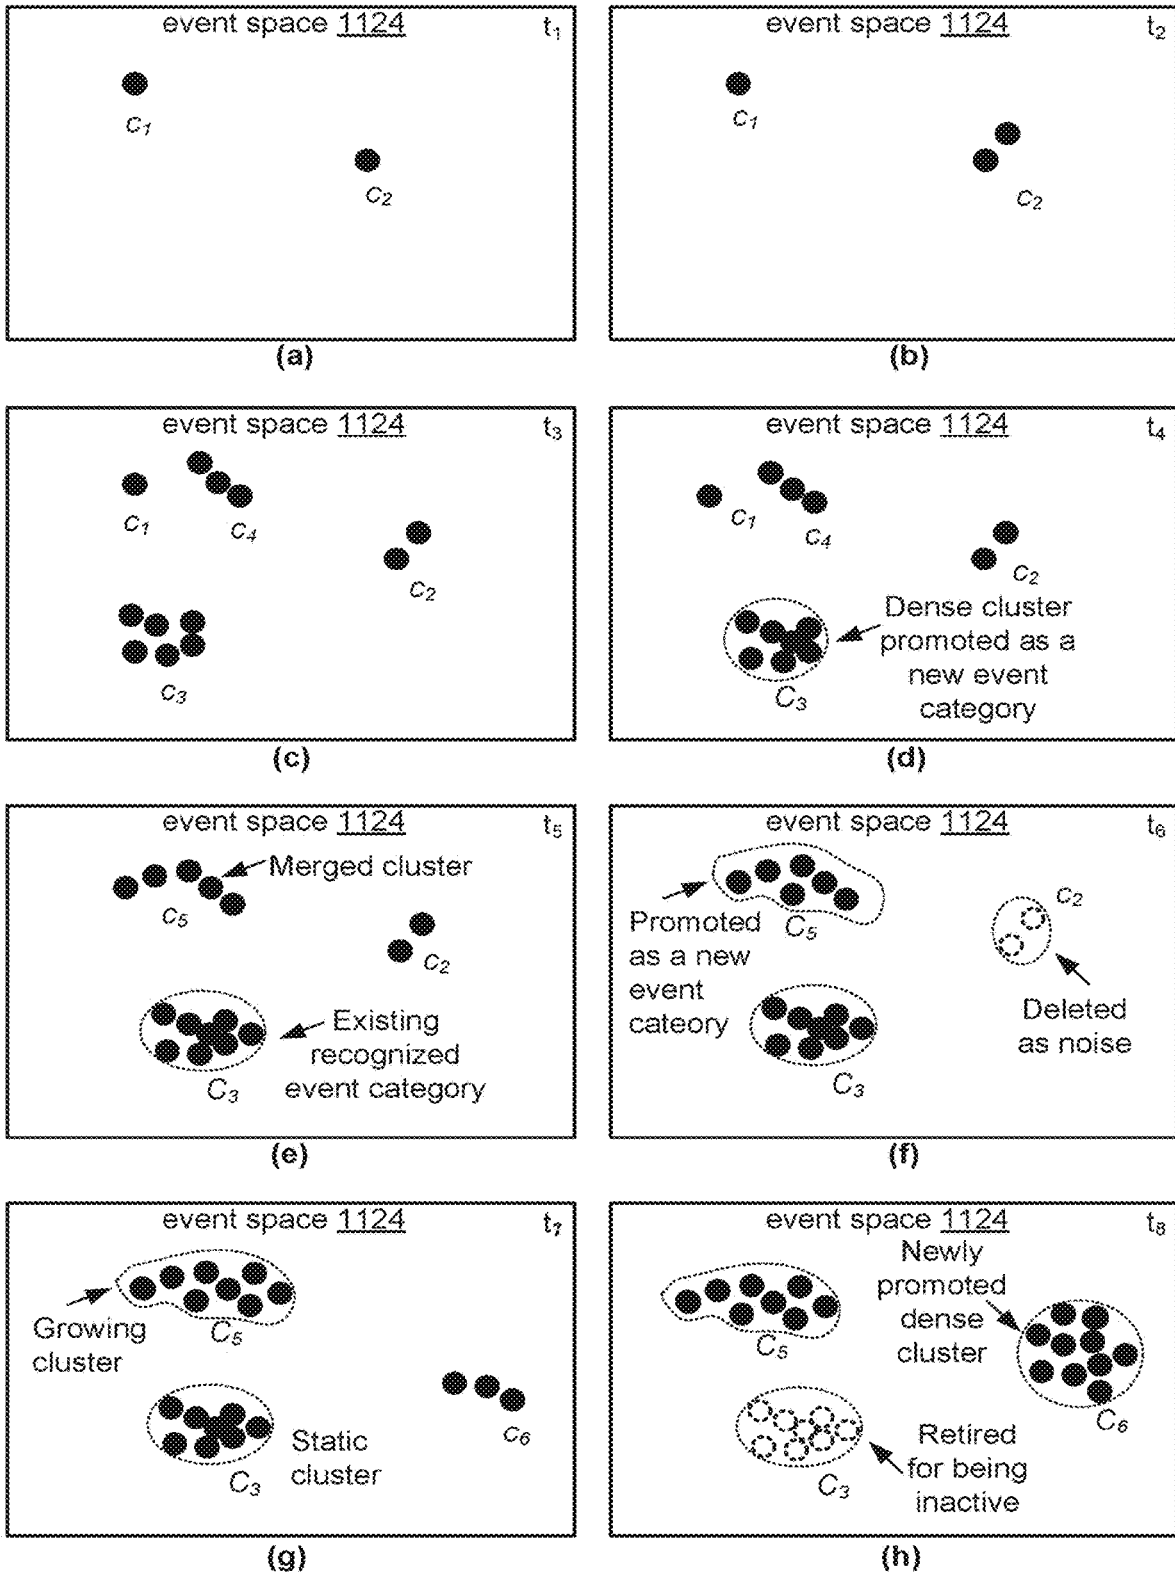 event space 1124 t1
c1
c2
(a)
event space 1124 t2
c1
c2
(b)
event space 1124 t3
c1
c4
c2
c3
(c)
event space 1124 t4
c1
c4
c2
Dense cluster
promoted as a
new event
category
C3
(d)
event space 1124 t5
Merged cluster
c5
c2
Existing
recognized
event category
C3
(e)
event space 1124 t6
c2
Promoted
as a new
event
cateory
C5
Deleted
as noise
C3
(f)
event space 1124 t7
Growing
cluster
C5
c6
Static
cluster
C3
(g)
event space 1124 t8
Newly
promoted
dense
cluster
C5
C6
Retired
for being
inactive
C3
(h)